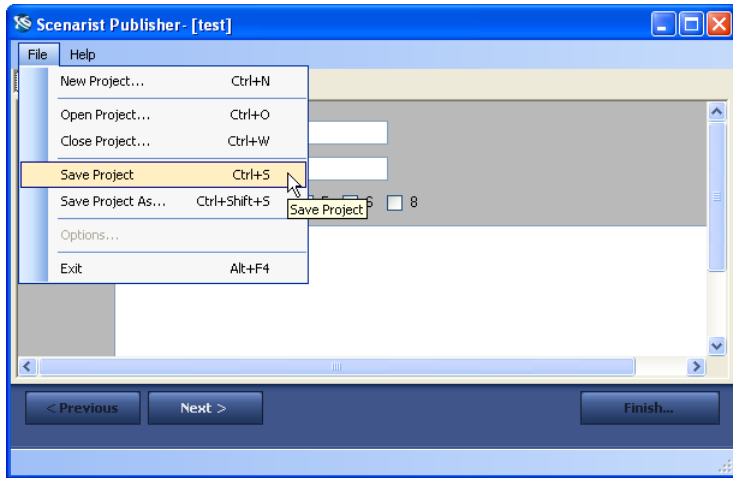 Scenarist Publisher - [test]
File Help
New Project... Ctrl+N
Open Project... Ctrl+O
Close Project... Ctrl+W
Save Project Ctrl+S
Save Project As... Ctrl+Shift+S
Save Project
8
Options...
Exit Alt+F4
< Previous Next > Finish...